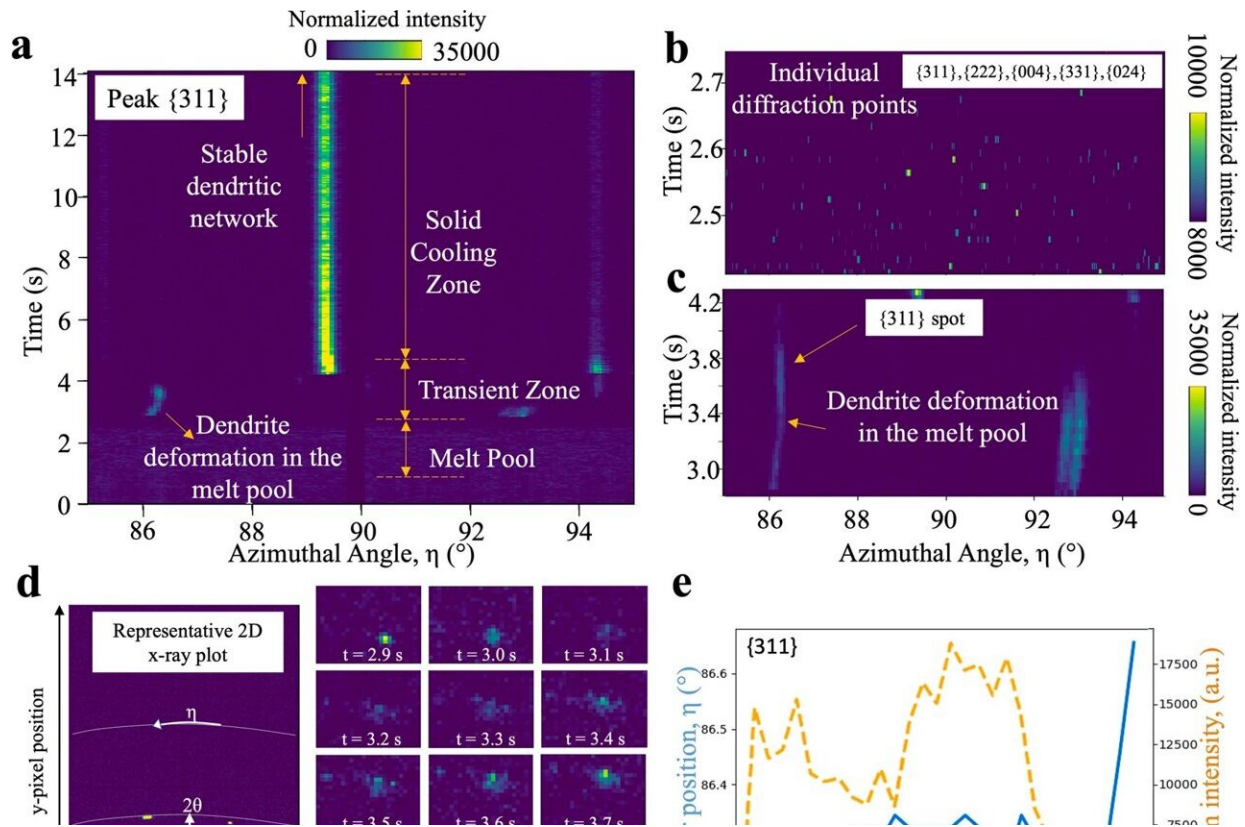 a
Normalized intensity
0 35000
Peak {311}
Stable
dendritic
network
Solid
Cooling
Zone
Transient Zone
Dendrite
deformation in the
melt pool
Melt Pool
14
12
10
8
6
4
2
0
Time (s)
86 88 90 92 94
Azimuthal Angle, η (°)
b
Individual
diffraction points
{311},{222},{004},{331},{024}
2.7
2.6
2.5
Time (s)
10000
8000
Normalized intensity
c
{311} spot
Dendrite deformation
in the melt pool
4.2
3.8
3.4
3.0
Time (s)
86 88 90 92 94
Azimuthal Angle, η (°)
35000
0
Normalized intensity
d
Representative 2D
x-ray plot
η
2θ
y-pixel position
t = 2.9 s t = 3.0 s t = 3.1 s
t = 3.2 s t = 3.3 s t = 3.4 s
t = 3.5 s t = 3.6 s t = 3.7 s
e
{311}
86.6
86.5
86.4
position, η (°)
17500
15000
12500
10000
7500
intensity, (a.u.)